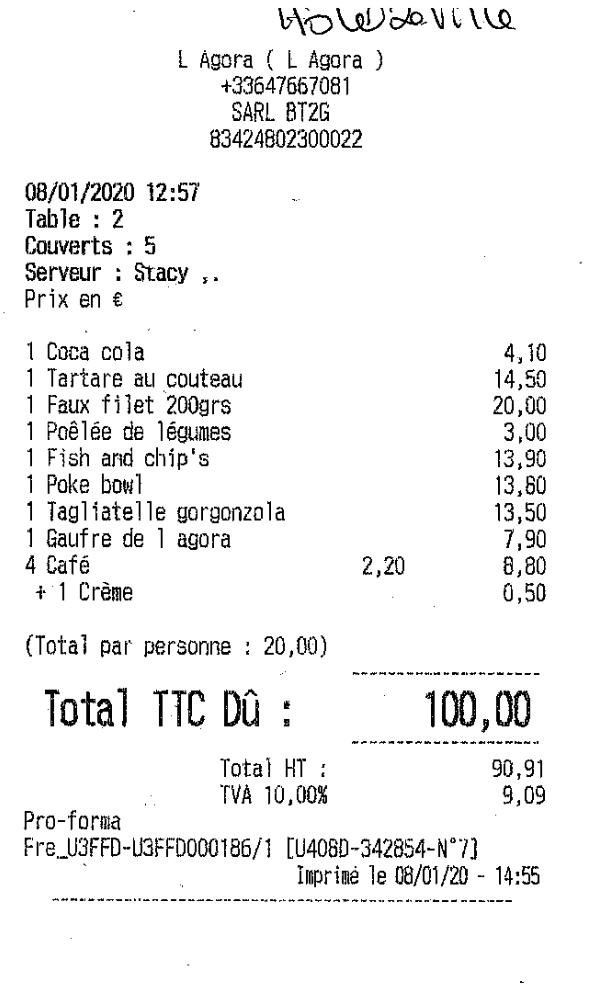 Hotel de Ville
L Agora ( L Agora )
+33647667081
SARL BT2G
83424802300022
08/01/2020 12:57
Table : 2
Couverts : 5
Serveur : Stacy ,.
Prix en €
1 Coca cola 4,10
1 Tartare au couteau 14,50
1 Faux filet 200grs 20,00
1 Poêlée de légumes 3,00
1 Fish and chip's 13,90
1 Poke bowl 13,80
1 Tagliatelle gorgonzola 13,50
1 Gaufre de l agora 7,90
4 Café 2,20 8,80
+ 1 Crème 0,50
(Total par personne : 20,00)
Total TTC Dû : 100,00
Total HT : 90,91
TVA 10,00% 9,09
Pro-forma
Fre_U3FFD-U3FFD000186/1 [U408D-342854-N°7]
Imprimé le 08/01/20 - 14:55